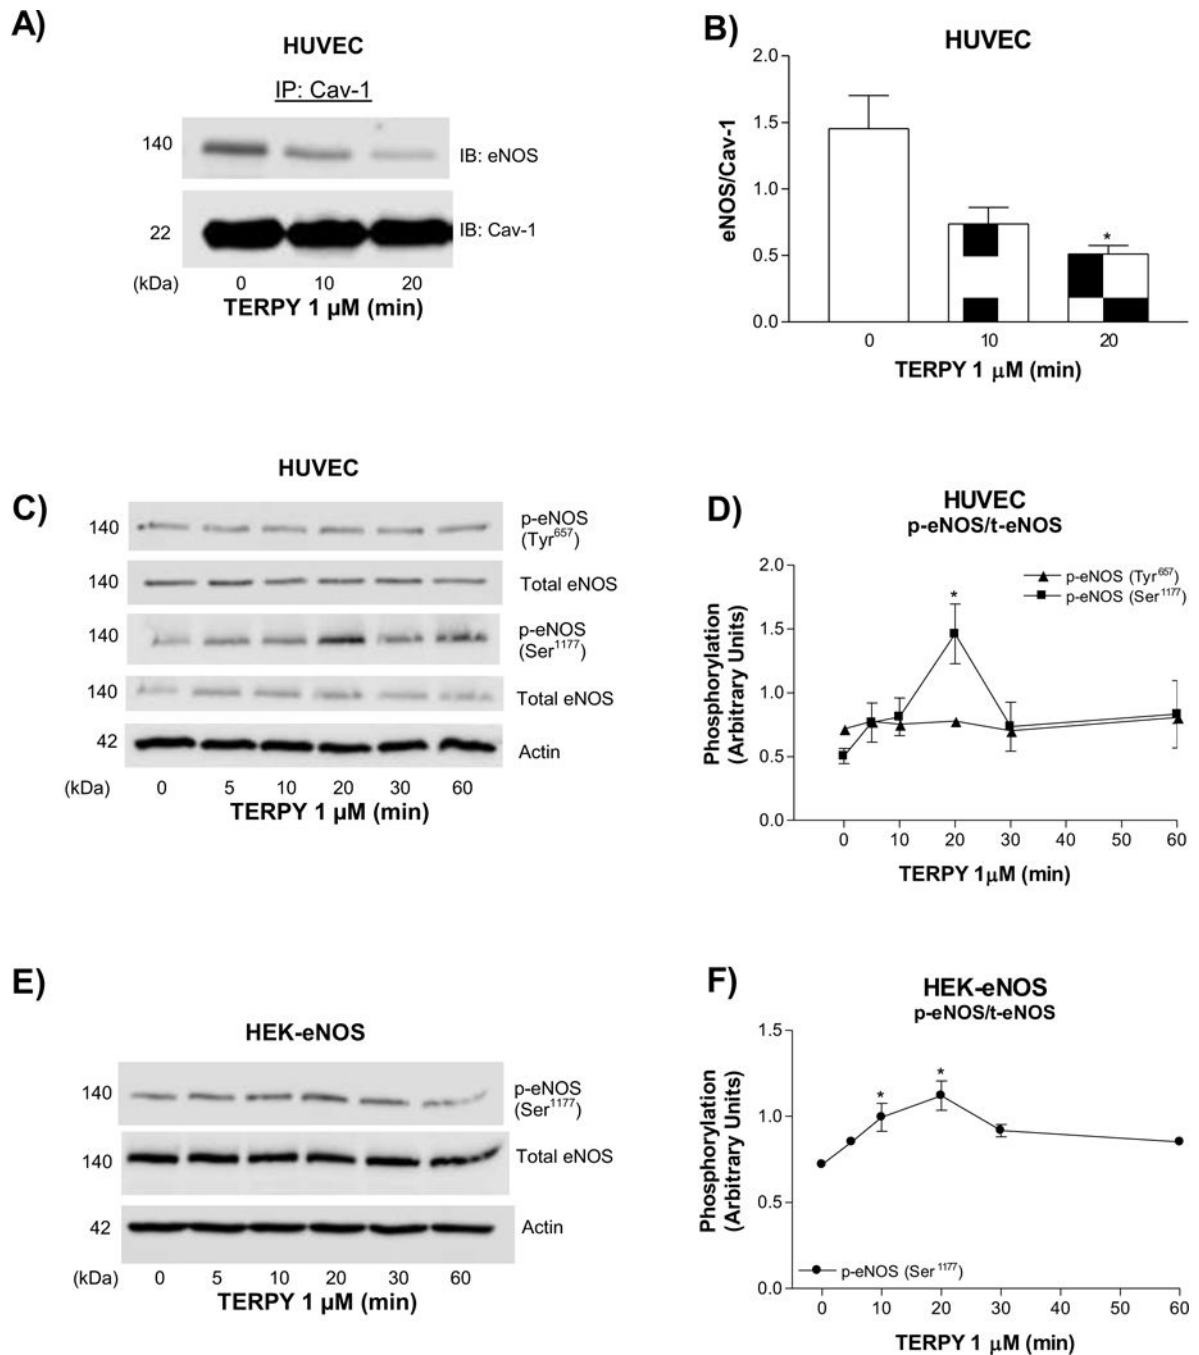 A)
HUVEC
IP: Cav-1
140
IB: eNOS
22
IB: Cav-1
(kDa) 0 10 20
TERPY 1 µM (min)
B)
HUVEC
2.0
1.5
1.0
0.5
0.0
eNOS/Cav-1
*
0 10 20
TERPY 1 µM (min)
HUVEC
C)
140
p-eNOS
(Tyr657)
140
Total eNOS
140
p-eNOS
(Ser1177)
140
Total eNOS
42
Actin
(kDa) 0 5 10 20 30 60
TERPY 1 µM (min)
D)
HUVEC
p-eNOS/t-eNOS
2.0
1.5
1.0
0.5
0.0
Phosphorylation
(Arbitrary Units)
p-eNOS (Tyr657)
p-eNOS (Ser1177)
*
0 10 20 30 40 50 60
TERPY 1µM (min)
E)
HEK-eNOS
140
p-eNOS
(Ser1177)
140
Total eNOS
42
Actin
(kDa) 0 5 10 20 30 60
TERPY 1 µM (min)
F)
HEK-eNOS
p-eNOS/t-eNOS
1.5
1.0
0.5
0.0
Phosphorylation
(Arbitrary Units)
* *
p-eNOS (Ser1177)
0 10 20 30 40 50 60
TERPY 1 µM (min)